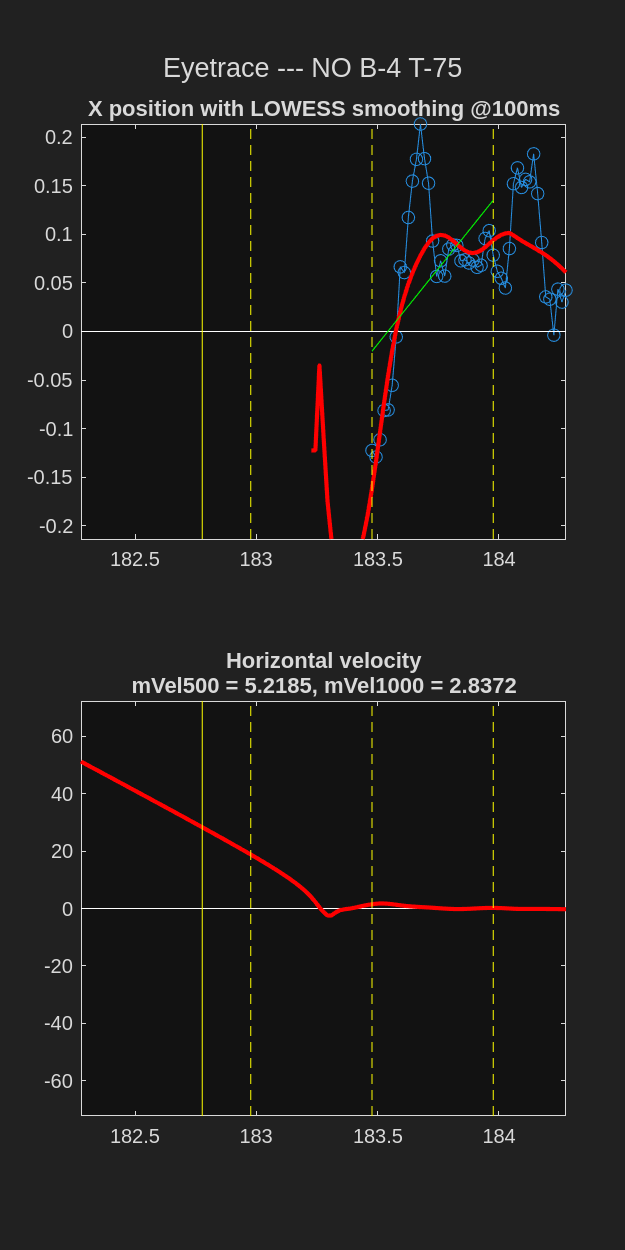 Eyetrace --- NO B-4 T-75
X position with LOWESS smoothing @100ms
0.2
0.15
0.1
0.05
0
-0.05
-0.1
-0.15
-0.2
182.5 183 183.5 184
Horizontal velocity
mVel500 = 5.2185, mVel1000 = 2.8372
60
40
20
0
-20
-40
-60
182.5 183 183.5 184